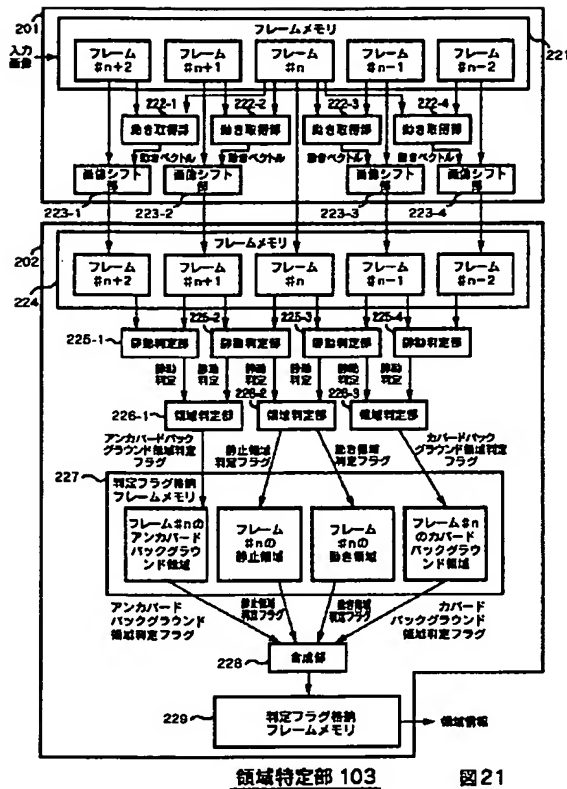 201
フレームメモリ
221
入力
画像
フレーム
#n+2
フレーム
#n+1
フレーム
#n
フレーム
#n-1
フレーム
#n-2
222-1
222-2
222-3
222-4
動き取得部
動き取得部
動き取得部
動き取得部
動きベクトル
動きベクトル
動きベクトル
動きベクトル
画像シフト
部
画像シフト
部
画像シフト
部
画像シフト
部
223-1
223-2
223-3
223-4
202
フレームメモリ
224
フレーム
#n+2
フレーム
#n+1
フレーム
#n
フレーム
#n-1
フレーム
#n-2
225-1
225-2
225-3
225-4
静動判定部
静動判定部
静動判定部
静動判定部
静動
判定
静動
判定
静動
判定
静動
判定
静動
判定
静動
判定
226-1
226-2
226-3
領域判定部
領域判定部
領域判定部
アンカバードバック
グラウンド領域判定
フラグ
静止領域
判定フラグ
動き領域
判定フラグ
カバードバック
グラウンド領域判定
フラグ
227
判定フラグ格納
フレームメモリ
フレーム#nの
アンカバード
バックグラウ
ンド領域
フレーム
#nの
静止領域
フレーム
#nの
動き領域
フレーム#n
のカバード
バックグラウ
ンド領域
アンカバード
バックグラウンド
領域判定フラグ
静止領域
判定フラグ
動き領域
判定フラグ
カバード
バックグラウンド
領域判定フラグ
228
合成部
229
判定フラグ格納
フレームメモリ
領域情報
領域特定部 103
図21